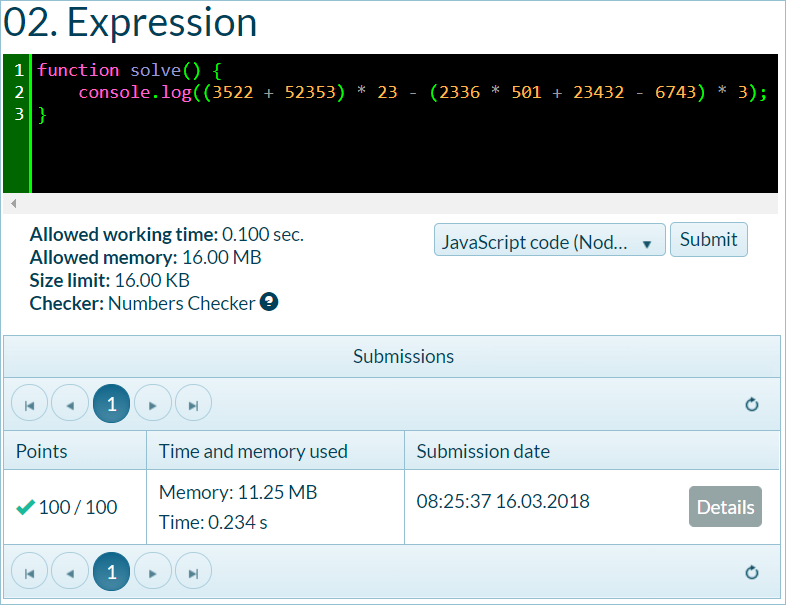 02. Expression
1 function solve() {
2 console.log((3522 + 52353) * 23 - (2336 * 501 + 23432 - 6743) * 3);
3 }
Allowed working time: 0.100 sec.
Allowed memory: 16.00 MB
Size limit: 16.00 KB
Checker: Numbers Checker ?
JavaScript code (Nod... Submit
Submissions
1
Points Time and memory used Submission date
100 / 100 Memory: 11.25 MB 08:25:37 16.03.2018 Details
Time: 0.234 s
1